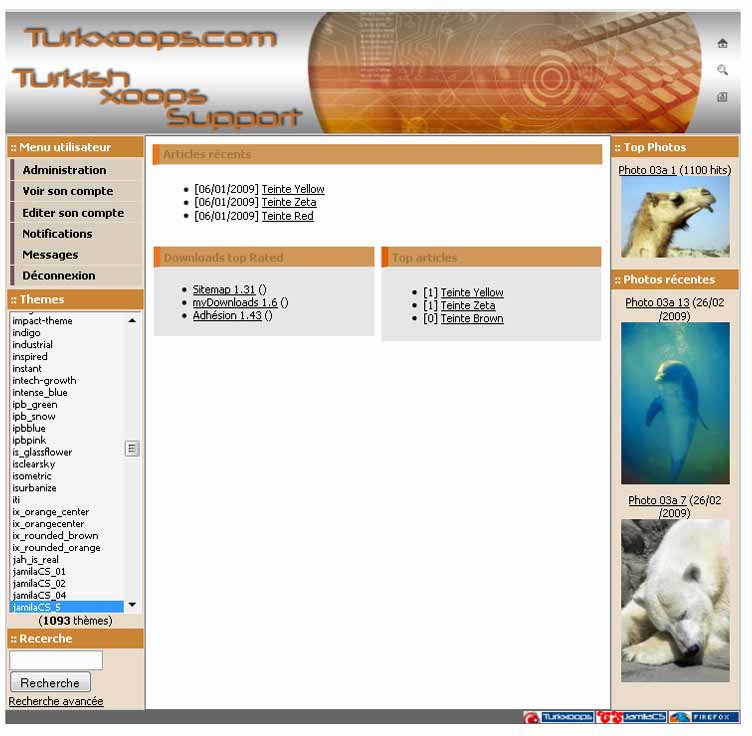 Turkxoops.com
Turkish
xoops
Support
:: Menu utilisateur
Administration
Voir son compte
Editer son compte
Notifications
Messages
Déconnexion
:: Themes
impact-theme
indigo
industrial
inspired
instant
intech-growth
intense_blue
ipb_green
ipb_snow
ipbblue
ipbpink
is_glassflower
isclearsky
isometric
isurbanize
iti
ix_orange_center
ix_orangecenter
ix_rounded_brown
ix_rounded_orange
jah_is_real
jamilaCS_01
jamilaCS_02
jamilaCS_04
jamilaCS_5
(1093 thèmes)
:: Recerche
Recherche
Recherche avancée
Articles récents
[06/01/2009] Teinte Yellow
[06/01/2009] Teinte Zeta
[06/01/2009] Teinte Red
Downloads top Rated
Sitemap 1.31 ()
myDownloads 1.6 ()
Adhésion 1.43 ()
Top articles
[1] Teinte Yellow
[1] Teinte Zeta
[0] Teinte Brown
:: Top Photos
Photo 03a 1 (1100 hits)
:: Photos récentes
Photo 03a 13 (26/02
/2009)
Photo 03a 7 (26/02
/2009)
Turkxoops
JamilaCS
FIREFOX